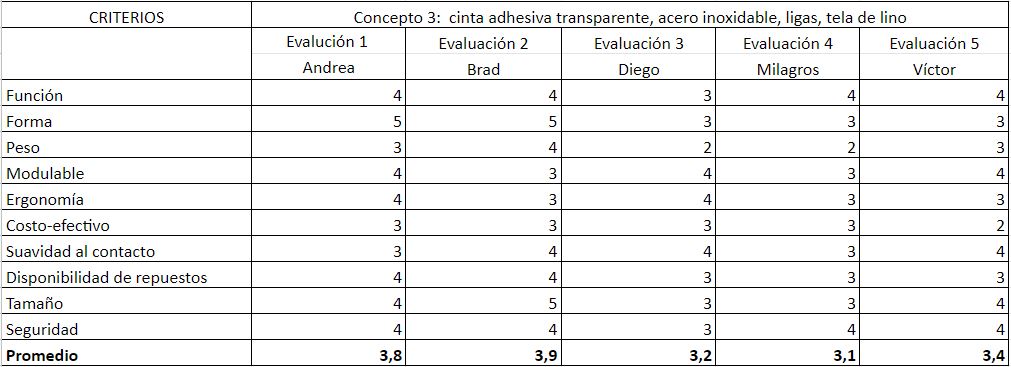 CRITERIOS Concepto 3: cinta adhesiva transparente, acero inoxidable, ligas, tela de lino
Evalución 1 Evaluación 2 Evaluación 3 Evaluación 4 Evaluación 5
Andrea Brad Diego Milagros Víctor
Función 4 4 3 4 4
Forma 5 5 3 3 3
Peso 3 4 2 2 3
Modulable 4 3 4 3 4
Ergonomía 4 3 4 3 3
Costo-efectivo 3 3 3 3 2
Suavidad al contacto 3 4 4 3 4
Disponibilidad de repuestos 4 4 3 3 3
Tamaño 4 5 3 3 4
Seguridad 4 4 3 4 4
Promedio 3,8 3,9 3,2 3,1 3,4